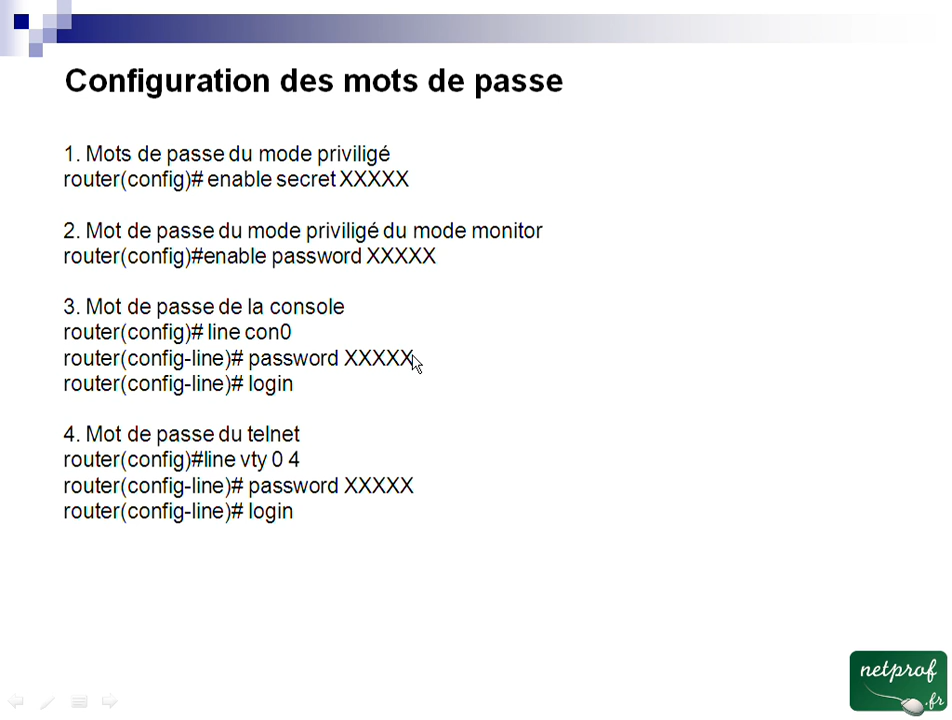 Configuration des mots de passe
1. Mots de passe du mode priviligé
router(config)# enable secret XXXXX
2. Mot de passe du mode priviligé du mode monitor
router(config)#enable password XXXXX
3. Mot de passe de la console
router(config)# line con0
router(config-line)# password XXXXX
router(config-line)# login
4. Mot de passe du telnet
router(config)#line vty 0 4
router(config-line)# password XXXXX
router(config-line)# login
netprof
.fr